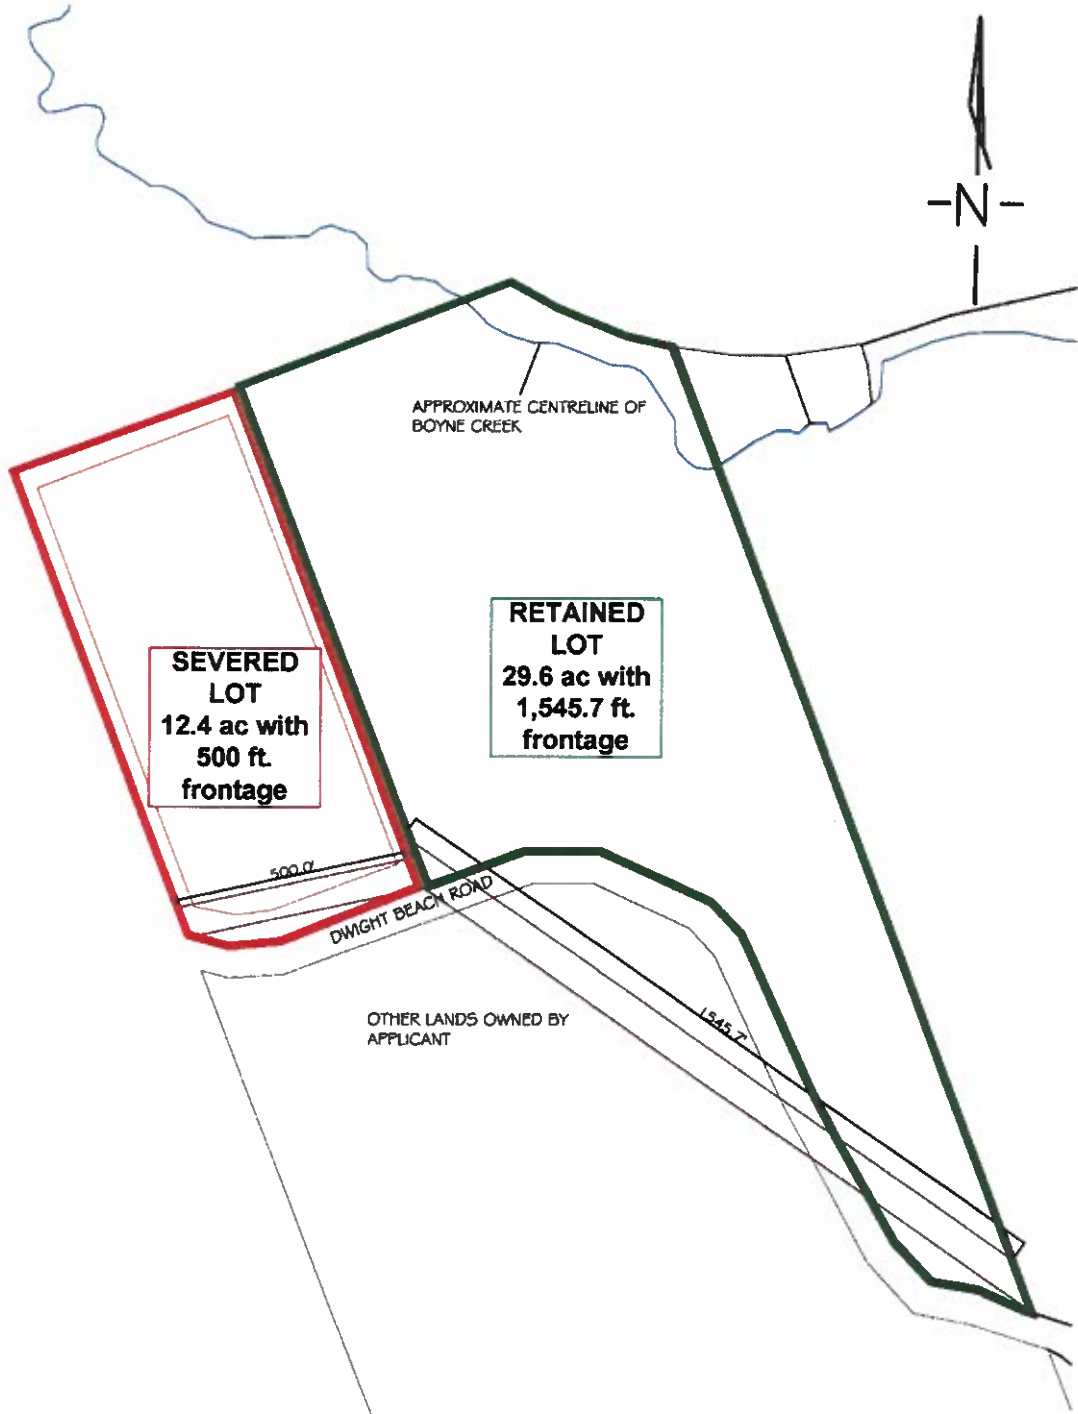 -N-
APPROXIMATE CENTRELINE OF
BOYNE CREEK
RETAINED
LOT
29.6 ac with
1,545.7 ft.
frontage
SEVERED
LOT
12.4 ac with
500 ft.
frontage
500.0'
DWIGHT BEACH ROAD
OTHER LANDS OWNED BY
APPLICANT
1545.7'